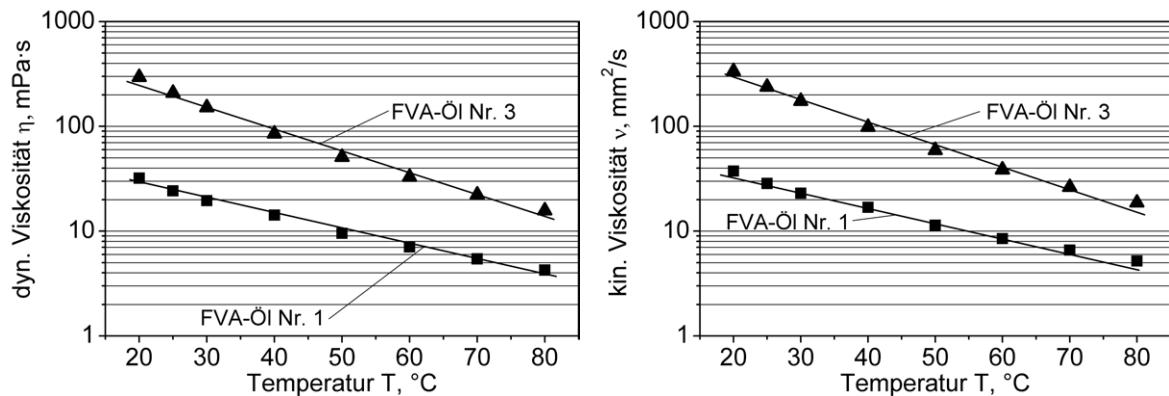 dyn. Viskosität η, mPa·s
1000
100
10
1
FVA-Öl Nr. 3
FVA-Öl Nr. 1
20 30 40 50 60 70 80
Temperatur T, °C
kin. Viskosität ν, mm²/s
1000
100
10
1
FVA-Öl Nr. 3
FVA-Öl Nr. 1
20 30 40 50 60 70 80
Temperatur T, °C